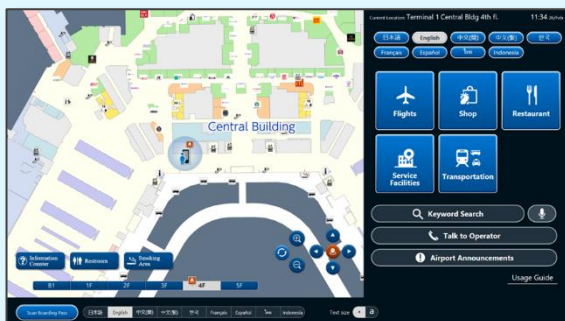 Current Location: Terminal 1 Central Bldg 4th fl.
11:34
日本語 English 中文(簡) 中文(繁) 한국
Français Español ไทย Indonesia
Central Building
Flights
Shop
Restaurant
Service
Facilities
Transportation
Keyword Search
Talk to Operator
Airport Announcements
Usage Guide
Information
Counter
Restroom
Smoking
Area
B1 1F 2F 3F 4F 5F
Scan Boarding Pass
日本語 English 中文(簡) 中文(繁) 한국 Français Español ไทย Indonesia
Text size a